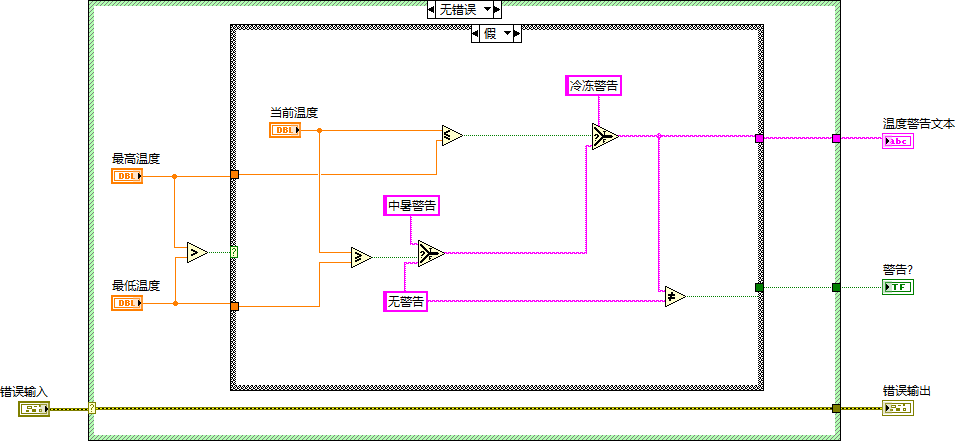 无错误
假
冷冻警告
当前温度
DBL
温度警告文本
abc
最高温度
DBL
中暑警告
最低温度
DBL
无警告
警告?
TF
错误输入
错误输出